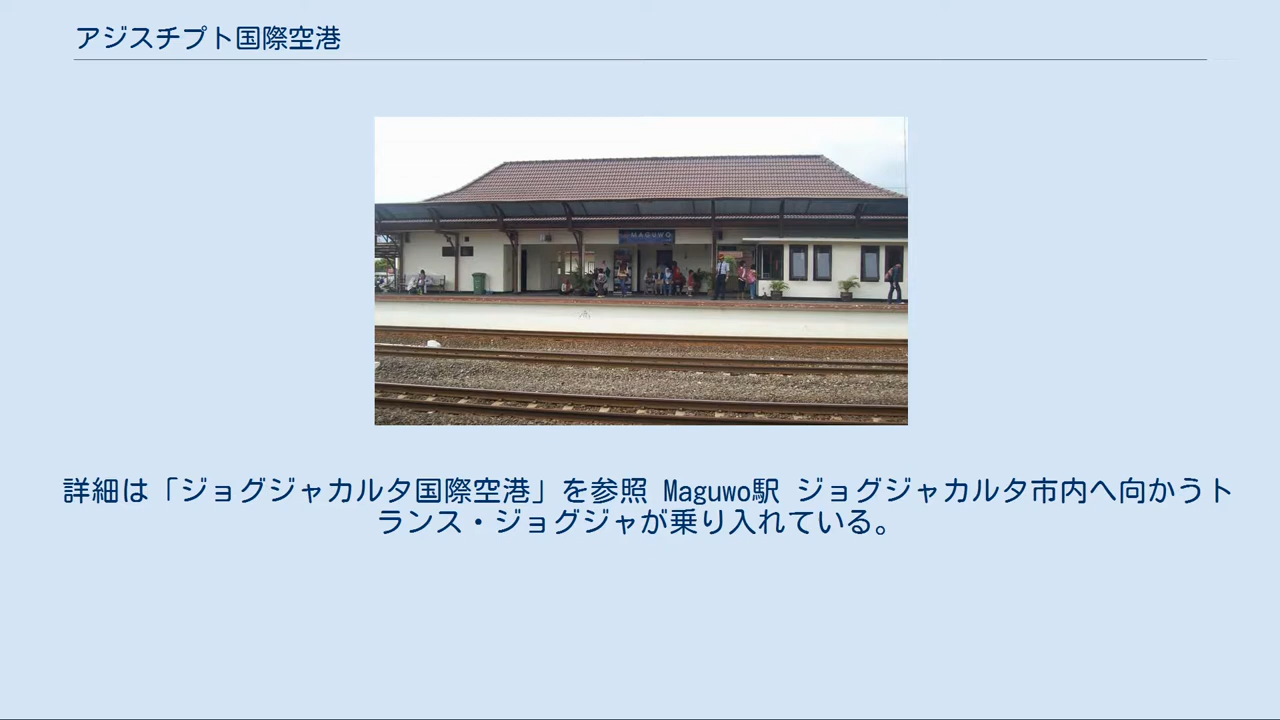 アジスチプト国際空港
MAGUWO
詳細は「ジョグジャカルタ国際空港」を参照 Maguwo駅 ジョグジャカルタ市内へ向かうト
ランス・ジョグジャが乗り入れている。